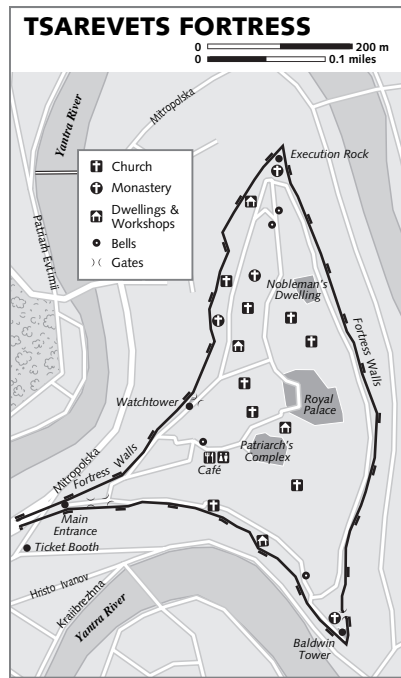 TSAREVETS FORTRESS
0 200 m
0 0.1 miles
Yantra River
Mitropolska
Execution Rock
Church
Monastery
Dwellings &
Workshops
Bells
Gates
Patriarh Evtimii
Nobleman's
Dwelling
Fortress Walls
Watchtower
Royal
Palace
Patriarch's
Complex
Café
Mitropolska
Fortress Walls
Main
Entrance
Ticket Booth
Hristo Ivanov
Kraiibrezhna
Yantra River
Baldwin
Tower